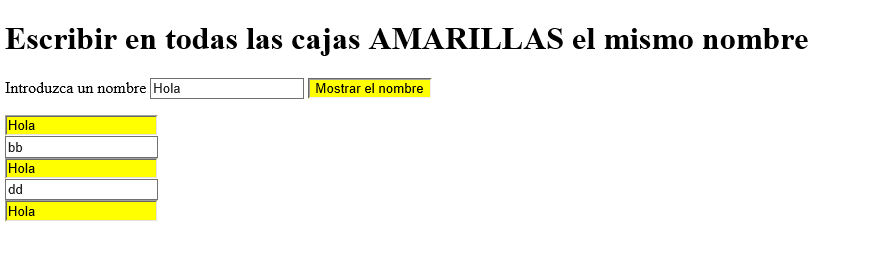 Escribir en todas las cajas AMARILLAS el mismo nombre
Introduzca un nombre Hola Mostrar el nombre
Hola
bb
Hola
dd
Hola